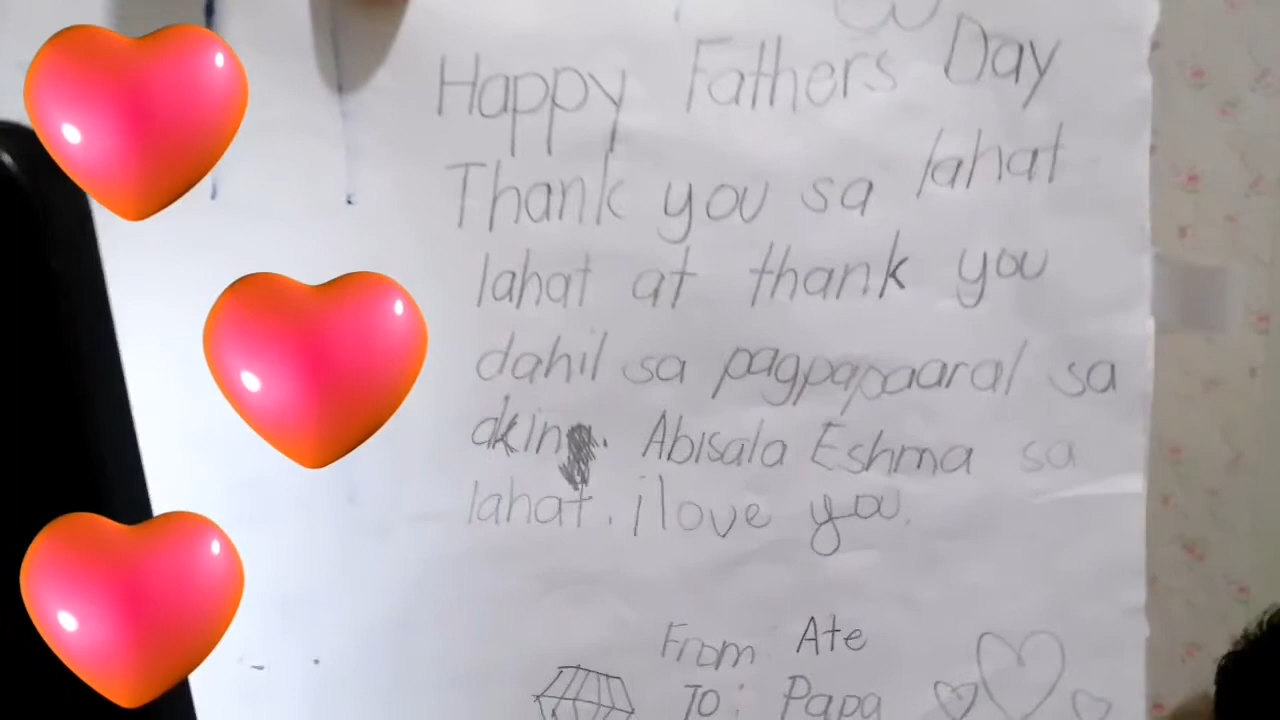 Happy Fathers Day
Thank you sa lahat
lahat at thank you
dahil sa pagpapaaral sa
akin. Abisala Eshma sa
lahat. i love you.
From Ate
To: Papa